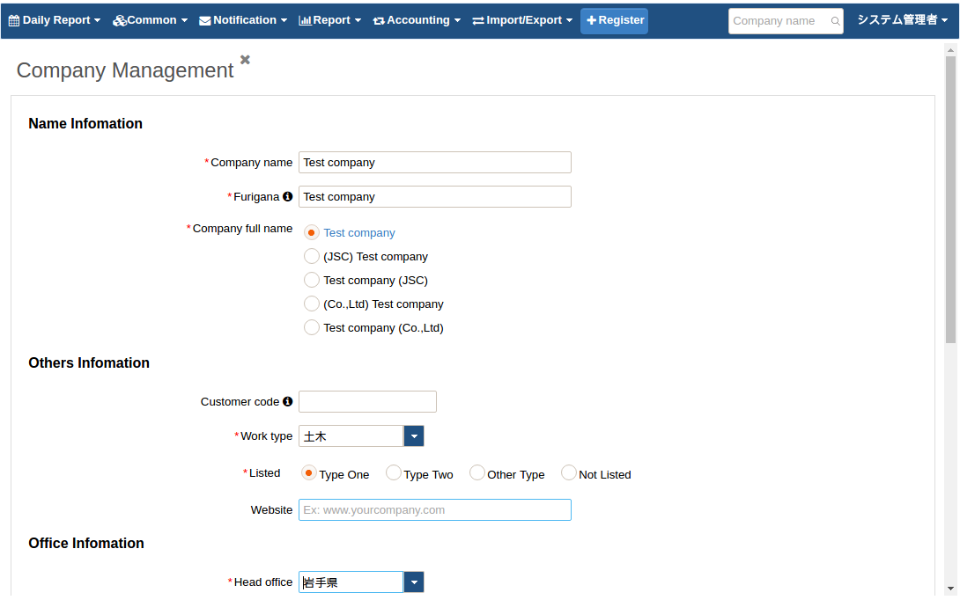 Daily Report Common Notification Report Accounting Import/Export + Register Company name システム管理者
Company Management ×
Name Infomation
*Company name Test company
*Furigana Test company
*Company full name Test company
(JSC) Test company
Test company (JSC)
(Co.,Ltd) Test company
Test company (Co.,Ltd)
Others Infomation
Customer code
*Work type 土木
*Listed Type One Type Two Other Type Not Listed
Website Ex: www.yourcompany.com
Office Infomation
*Head office 岩手県